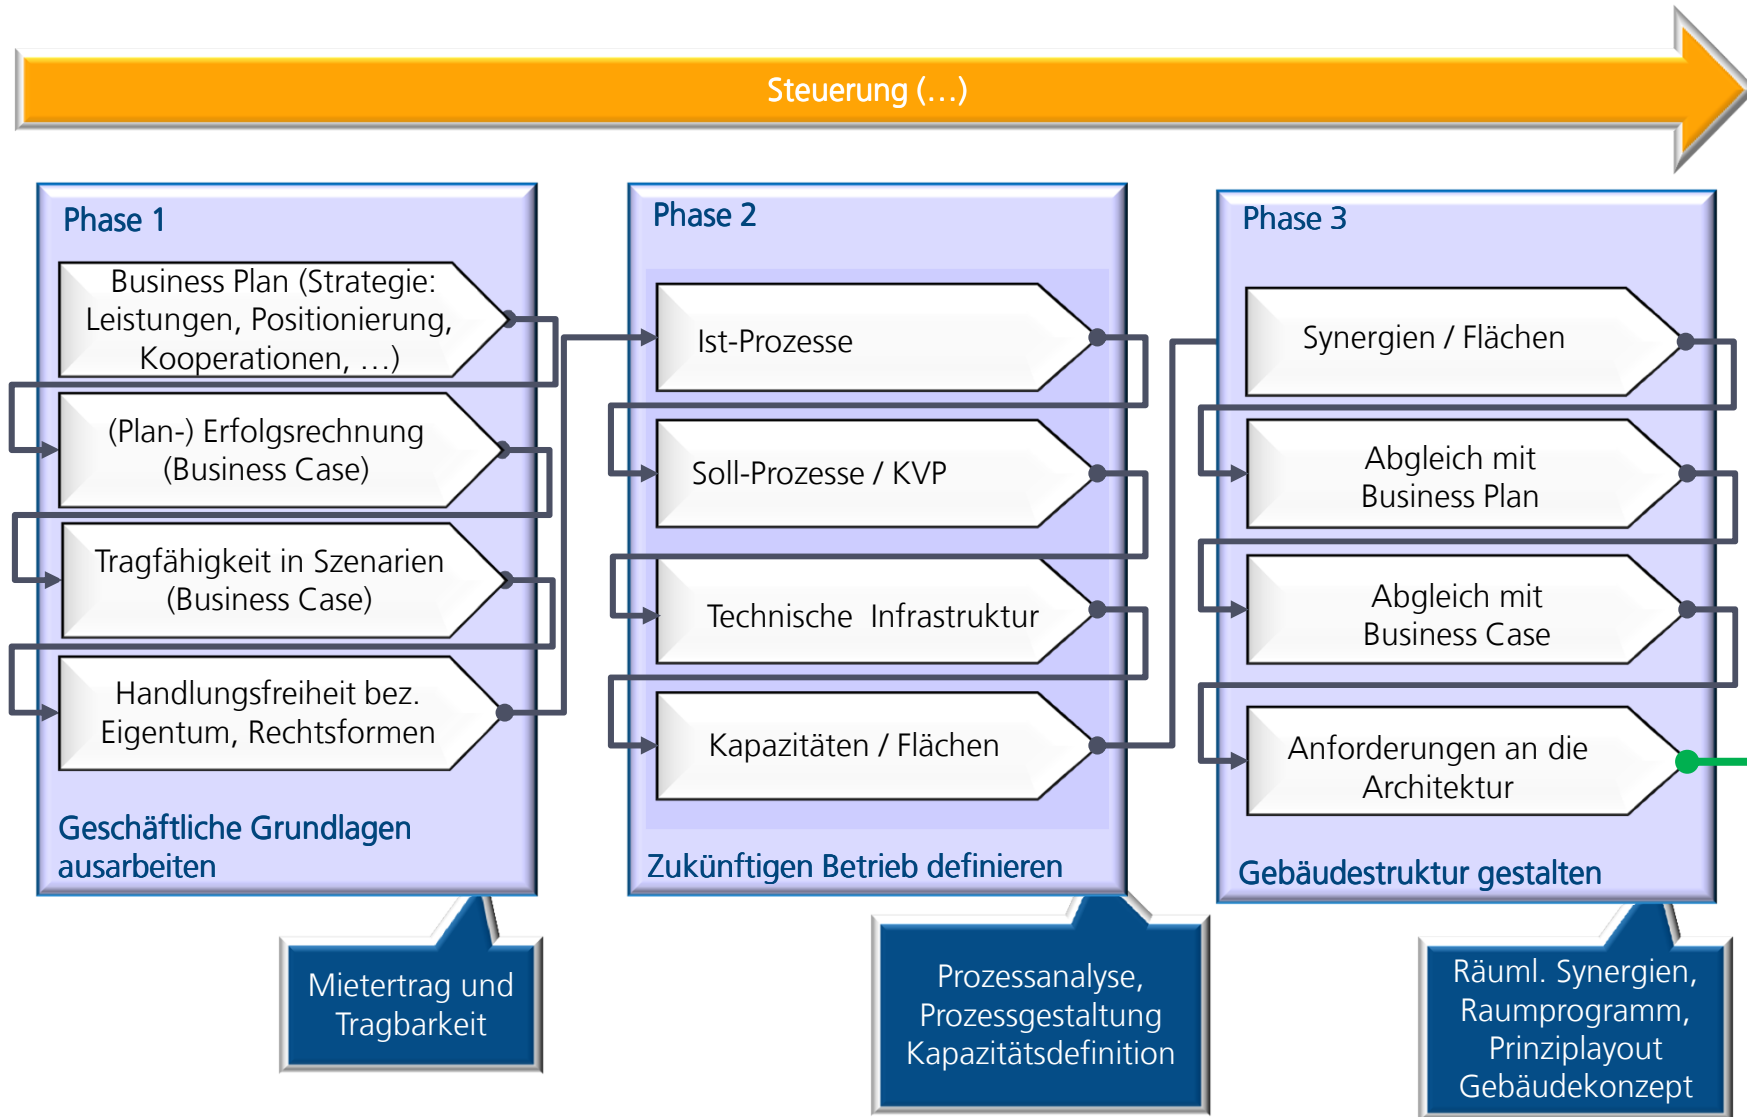 Steuerung (…)
Phase 1
Business Plan (Strategie:
Leistungen, Positionierung,
Kooperationen, …)
(Plan-) Erfolgsrechnung
(Business Case)
Tragfähigkeit in Szenarien
(Business Case)
Handlungsfreiheit bez.
Eigentum, Rechtsformen
Geschäftliche Grundlagen
ausarbeiten
Mietertrag und
Tragbarkeit
Phase 2
Ist-Prozesse
Soll-Prozesse / KVP
Technische Infrastruktur
Kapazitäten / Flächen
Zukünftigen Betrieb definieren
Prozessanalyse,
Prozessgestaltung
Kapazitätsdefinition
Phase 3
Synergien / Flächen
Abgleich mit
Business Plan
Abgleich mit
Business Case
Anforderungen an die
Architektur
Gebäudestruktur gestalten
Räuml. Synergien,
Raumprogramm,
Prinziplayout
Gebäudekonzept